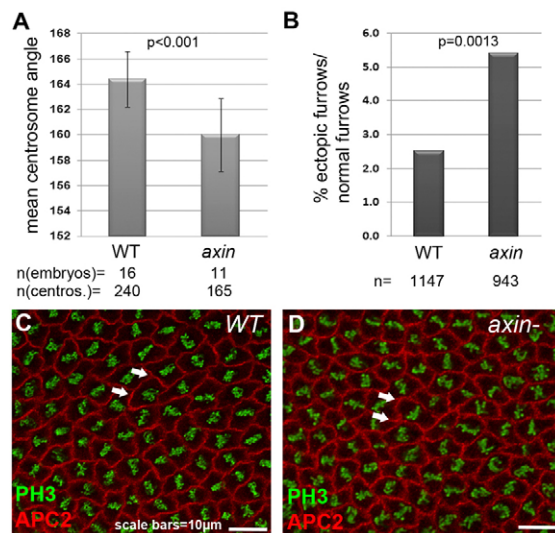 A
168
166
164
162
160
158
156
154
152
mean centrosome angle
p<0.001
WT axin
n(embryos)= 16 11
n(centros.)= 240 165
B
6.0
5.0
4.0
3.0
2.0
1.0
0.0
% ectopic furrows/
normal furrows
p=0.0013
WT axin
n= 1147 943
C WT
PH3
APC2 scale bars=10μm
D axin-
PH3
APC2